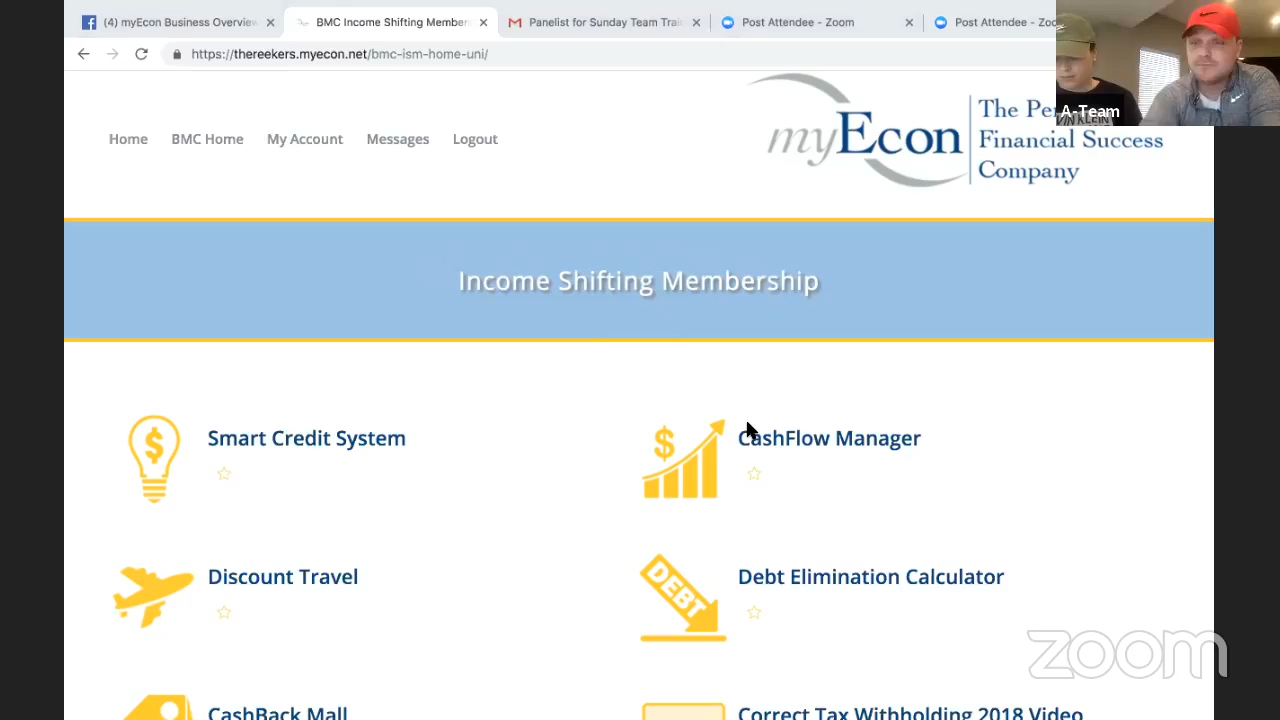 (4) myEcon Business Overview
BMC Income Shifting Member
Panelist for Sunday Team Trai
Post Attendee - Zoom
Post Attendee - Zoo
https://thereekers.myecon.net/bmc-ism-home-uni/
A-Team
Home
BMC Home
My Account
Messages
Logout
myEcon
The Per
Financial Success
Company
Income Shifting Membership
Smart Credit System
CashFlow Manager
Discount Travel
Debt Elimination Calculator
DEBT
zoom
CashBack Mall
Correct Tax Withholding 2018 Video